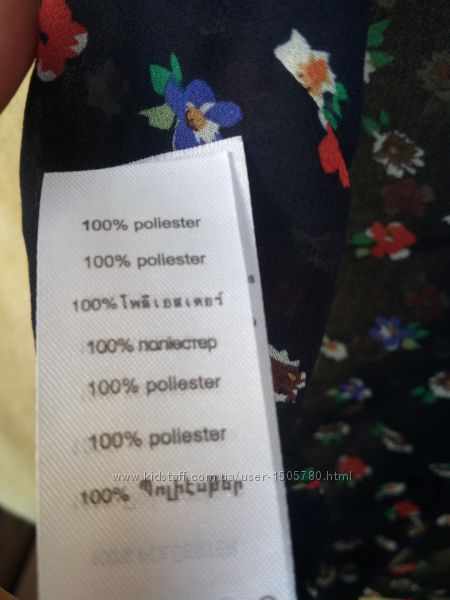 100% poliester
100% poliester
100% โพลีเอสเตอร์
100% поліестер
100% poliester
100% poliester
www.kidstaff.com.ua/user-1505780.html
100% Պոլիէսթեր